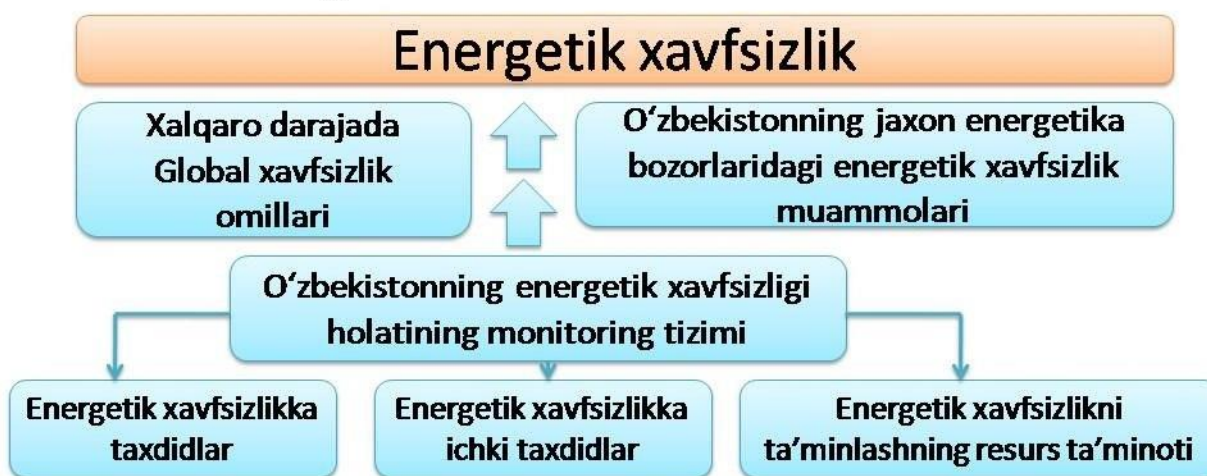 Energetik xavfsizlik
Xalqaro darajada
Global xavfsizlik
omillari
O‘zbekistonning jaxon energetika
bozorlaridagi energetik xavfsizlik
muammolari
O‘zbekistonning energetik xavfsizligi
holatining monitoring tizimi
Energetik xavfsizlikka
taxdidlar
Energetik xavfsizlikka
ichki taxdidlar
Energetik xavfsizlikni
ta’minlashning resurs ta’minoti